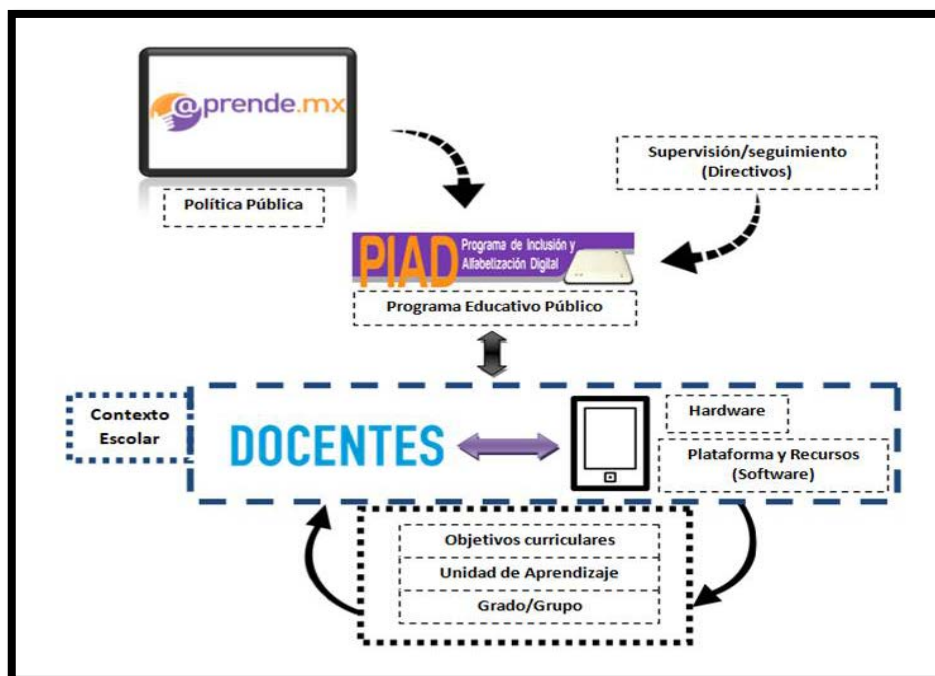 @prende.mx
Política Pública
Supervisión/seguimiento
(Directivos)
PIAD
Programa de Inclusión y
Alfabetización Digital
Programa Educativo Público
Contexto
Escolar
DOCENTES
Hardware
Plataforma y Recursos
(Software)
Objetivos curriculares
Unidad de Aprendizaje
Grado/Grupo